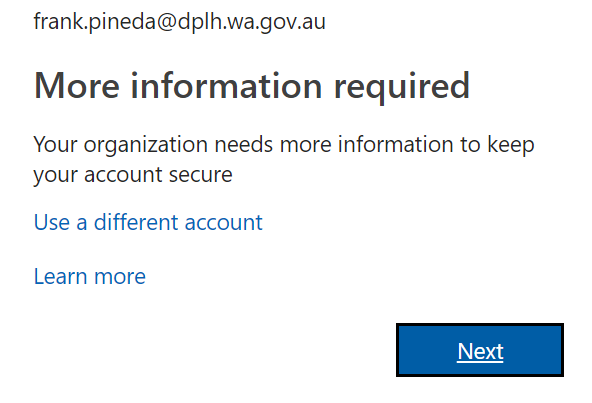 frank.pineda@dplh.wa.gov.au
More information required
Your organization needs more information to keep
your account secure
Use a different account
Learn more
Next